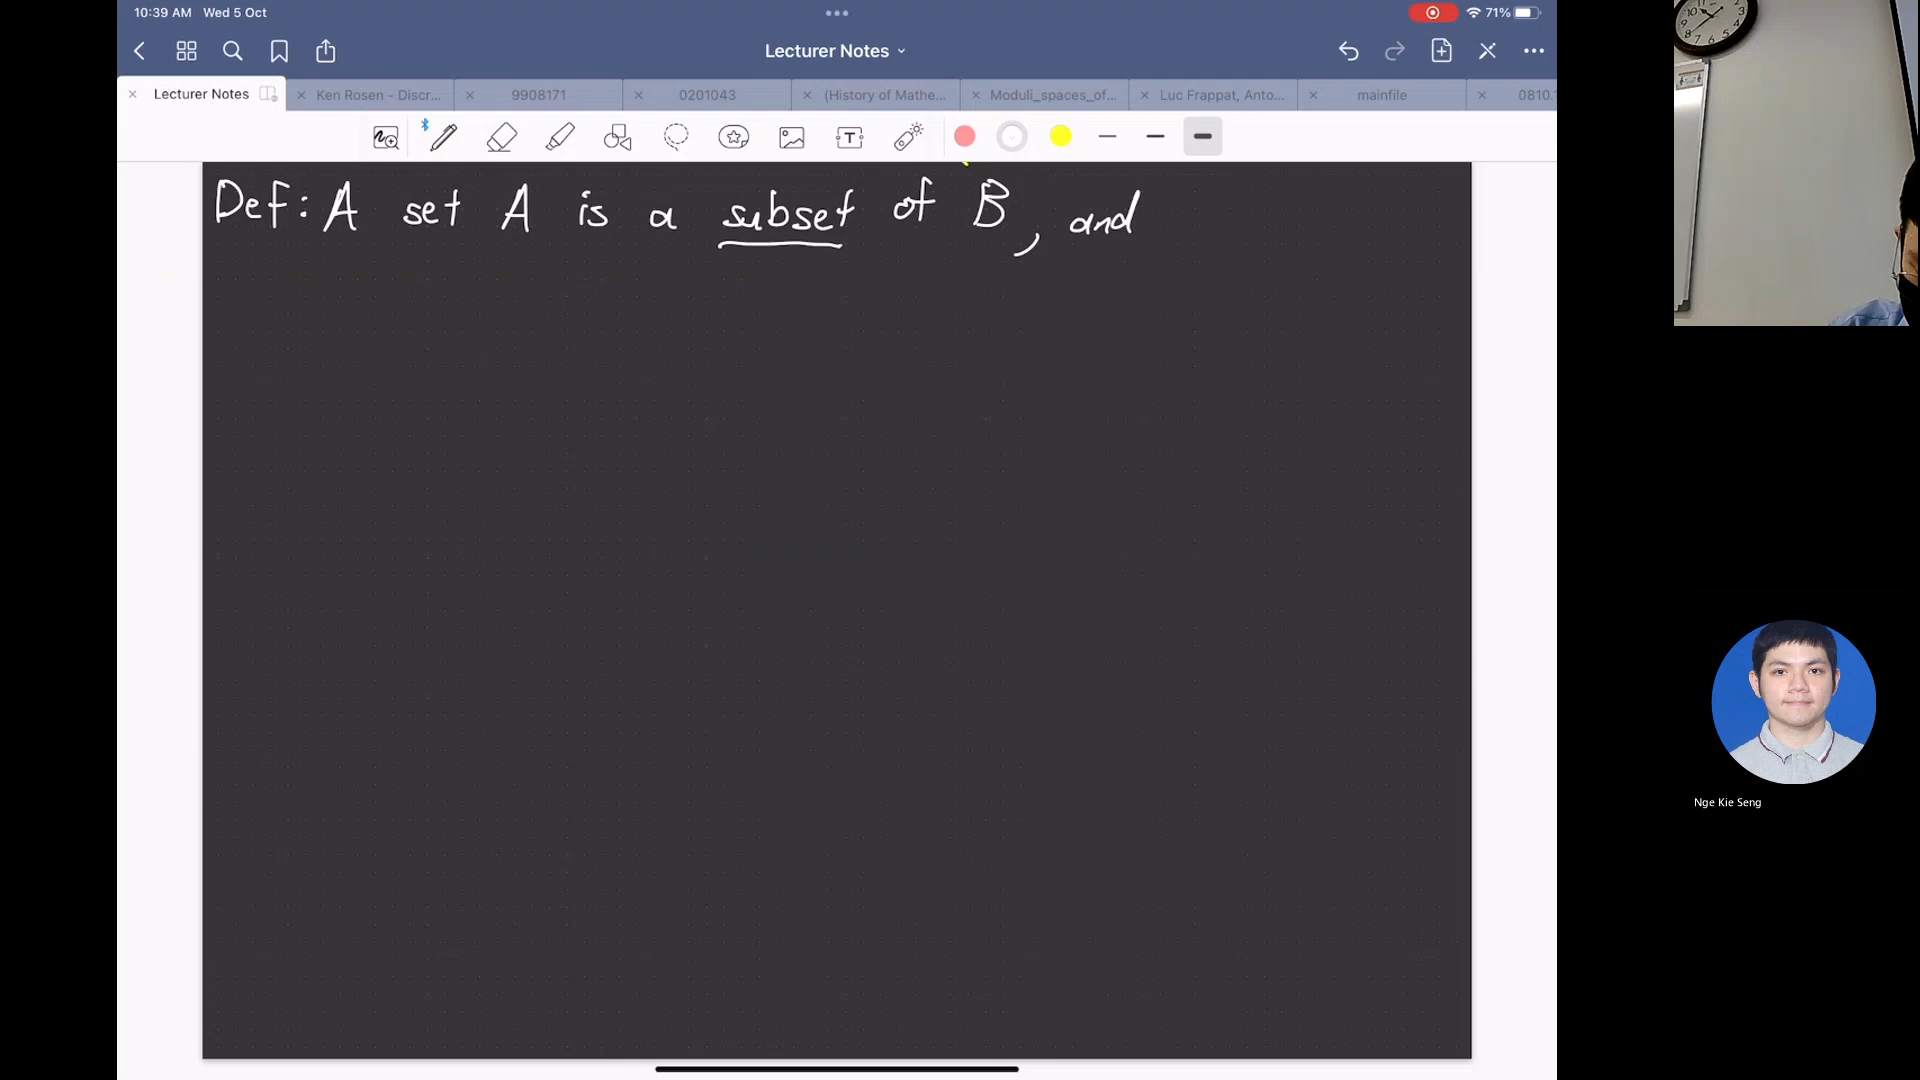 10:39 AM Wed 5 Oct
71%
Lecturer Notes
Lecturer Notes
Ken Rosen - Discr...
9908171
0201043
(History of Mathe...
Moduli_spaces_of...
Luc Frappat, Anto...
mainfile
0810.
T
Def: A set A is a subset of B, and
Nge Kie Seng